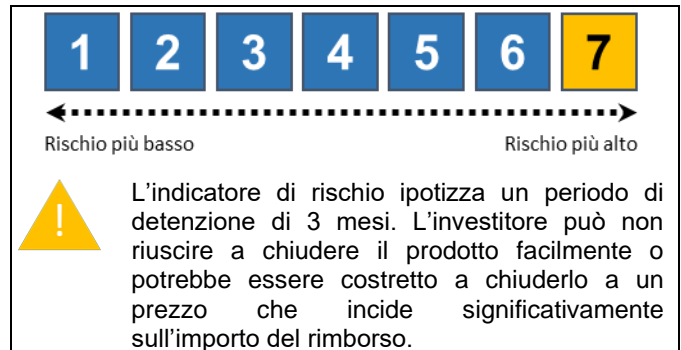 1 2 3 4 5 6 7
Rischio più basso Rischio più alto
!
L’indicatore di rischio ipotizza un periodo di
detenzione di 3 mesi. L’investitore può non
riuscire a chiudere il prodotto facilmente o
potrebbe essere costretto a chiuderlo a un
prezzo che incide significativamente
sull’importo del rimborso.